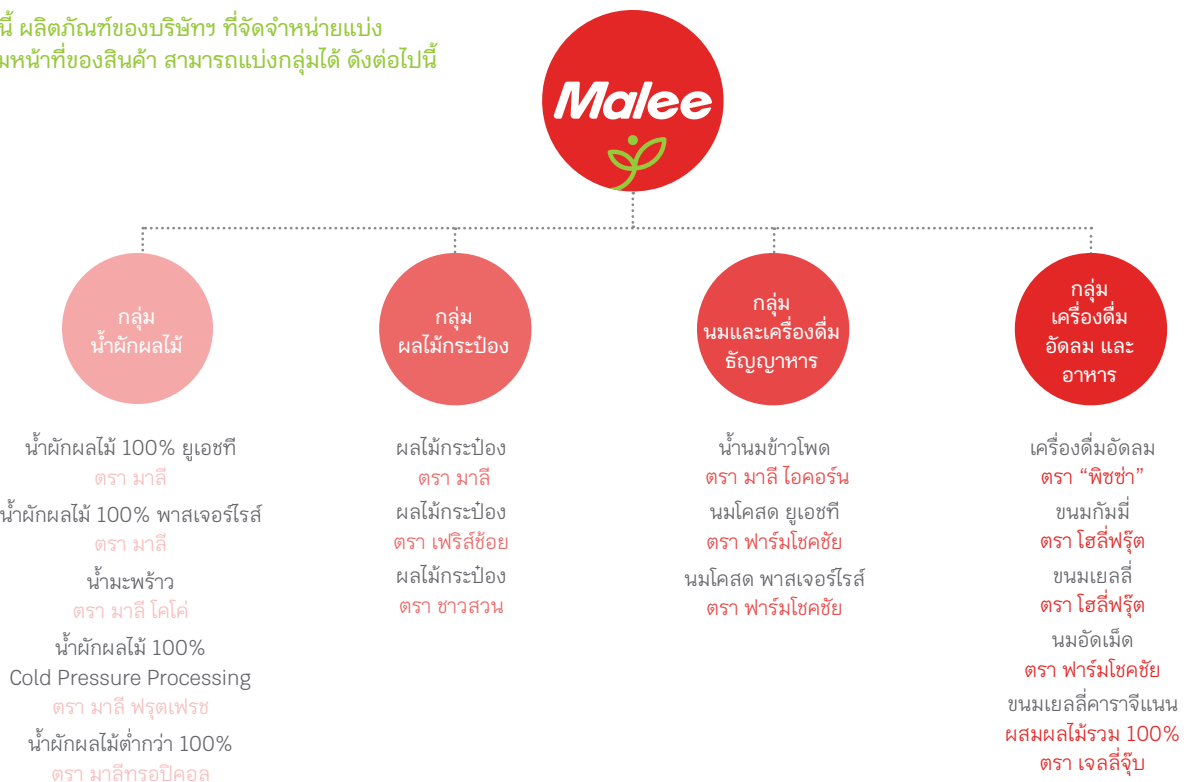 นี้ ผลิตภัณฑ์ของบริษัทฯ ที่จัดจำหน่ายแบ่ง
มหน้าที่ของสินค้า สามารถแบ่งกลุ่มได้ ดังต่อไปนี้
Malee
กลุ่ม
น้ำผักผลไม้
น้ำผักผลไม้ 100% ยูเอชที
ตรา มาลี
น้ำผักผลไม้ 100% พาสเจอร์ไรส์
ตรา มาลี
น้ำมะพร้าว
ตรา มาลี โคโค่
น้ำผักผลไม้ 100%
Cold Pressure Processing
ตรา มาลี ฟรุตเฟรช
น้ำผักผลไม้ต่ำกว่า 100%
ตรา มาลีทรอปิคอล
กลุ่ม
ผลไม้กระป๋อง
ผลไม้กระป๋อง
ตรา มาลี
ผลไม้กระป๋อง
ตรา เฟริส์ช้อย
ผลไม้กระป๋อง
ตรา ชาวสวน
กลุ่ม
นมและเครื่องดื่ม
ธัญญาหาร
น้ำนมข้าวโพด
ตรา มาลี ไอคอร์น
นมโคสด ยูเอชที
ตรา ฟาร์มโชคชัย
นมโคสด พาสเจอร์ไรส์
ตรา ฟาร์มโชคชัย
กลุ่ม
เครื่องดื่ม
อัดลม และ
อาหาร
เครื่องดื่มอัดลม
ตรา “พิซซ่า”
ขนมกัมมี่
ตรา โฮลี่ฟรุ๊ต
ขนมเยลลี่
ตรา โฮลี่ฟรุ๊ต
นมอัดเม็ด
ตรา ฟาร์มโชคชัย
ขนมเยลลี่คาราจีแนน
ผสมผลไม้รวม 100%
ตรา เจลลี่จุ๊บ